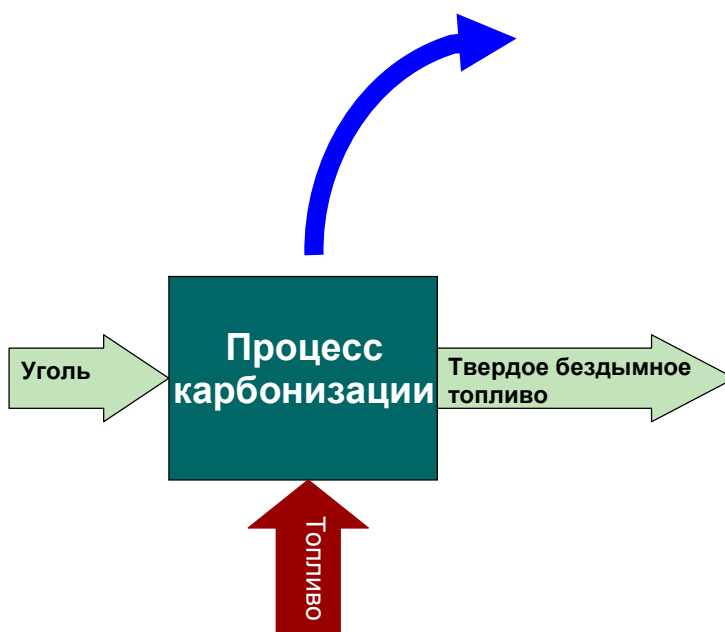 Процесс
карбонизации
Уголь
Твердое бездымное
топливо
Топливо